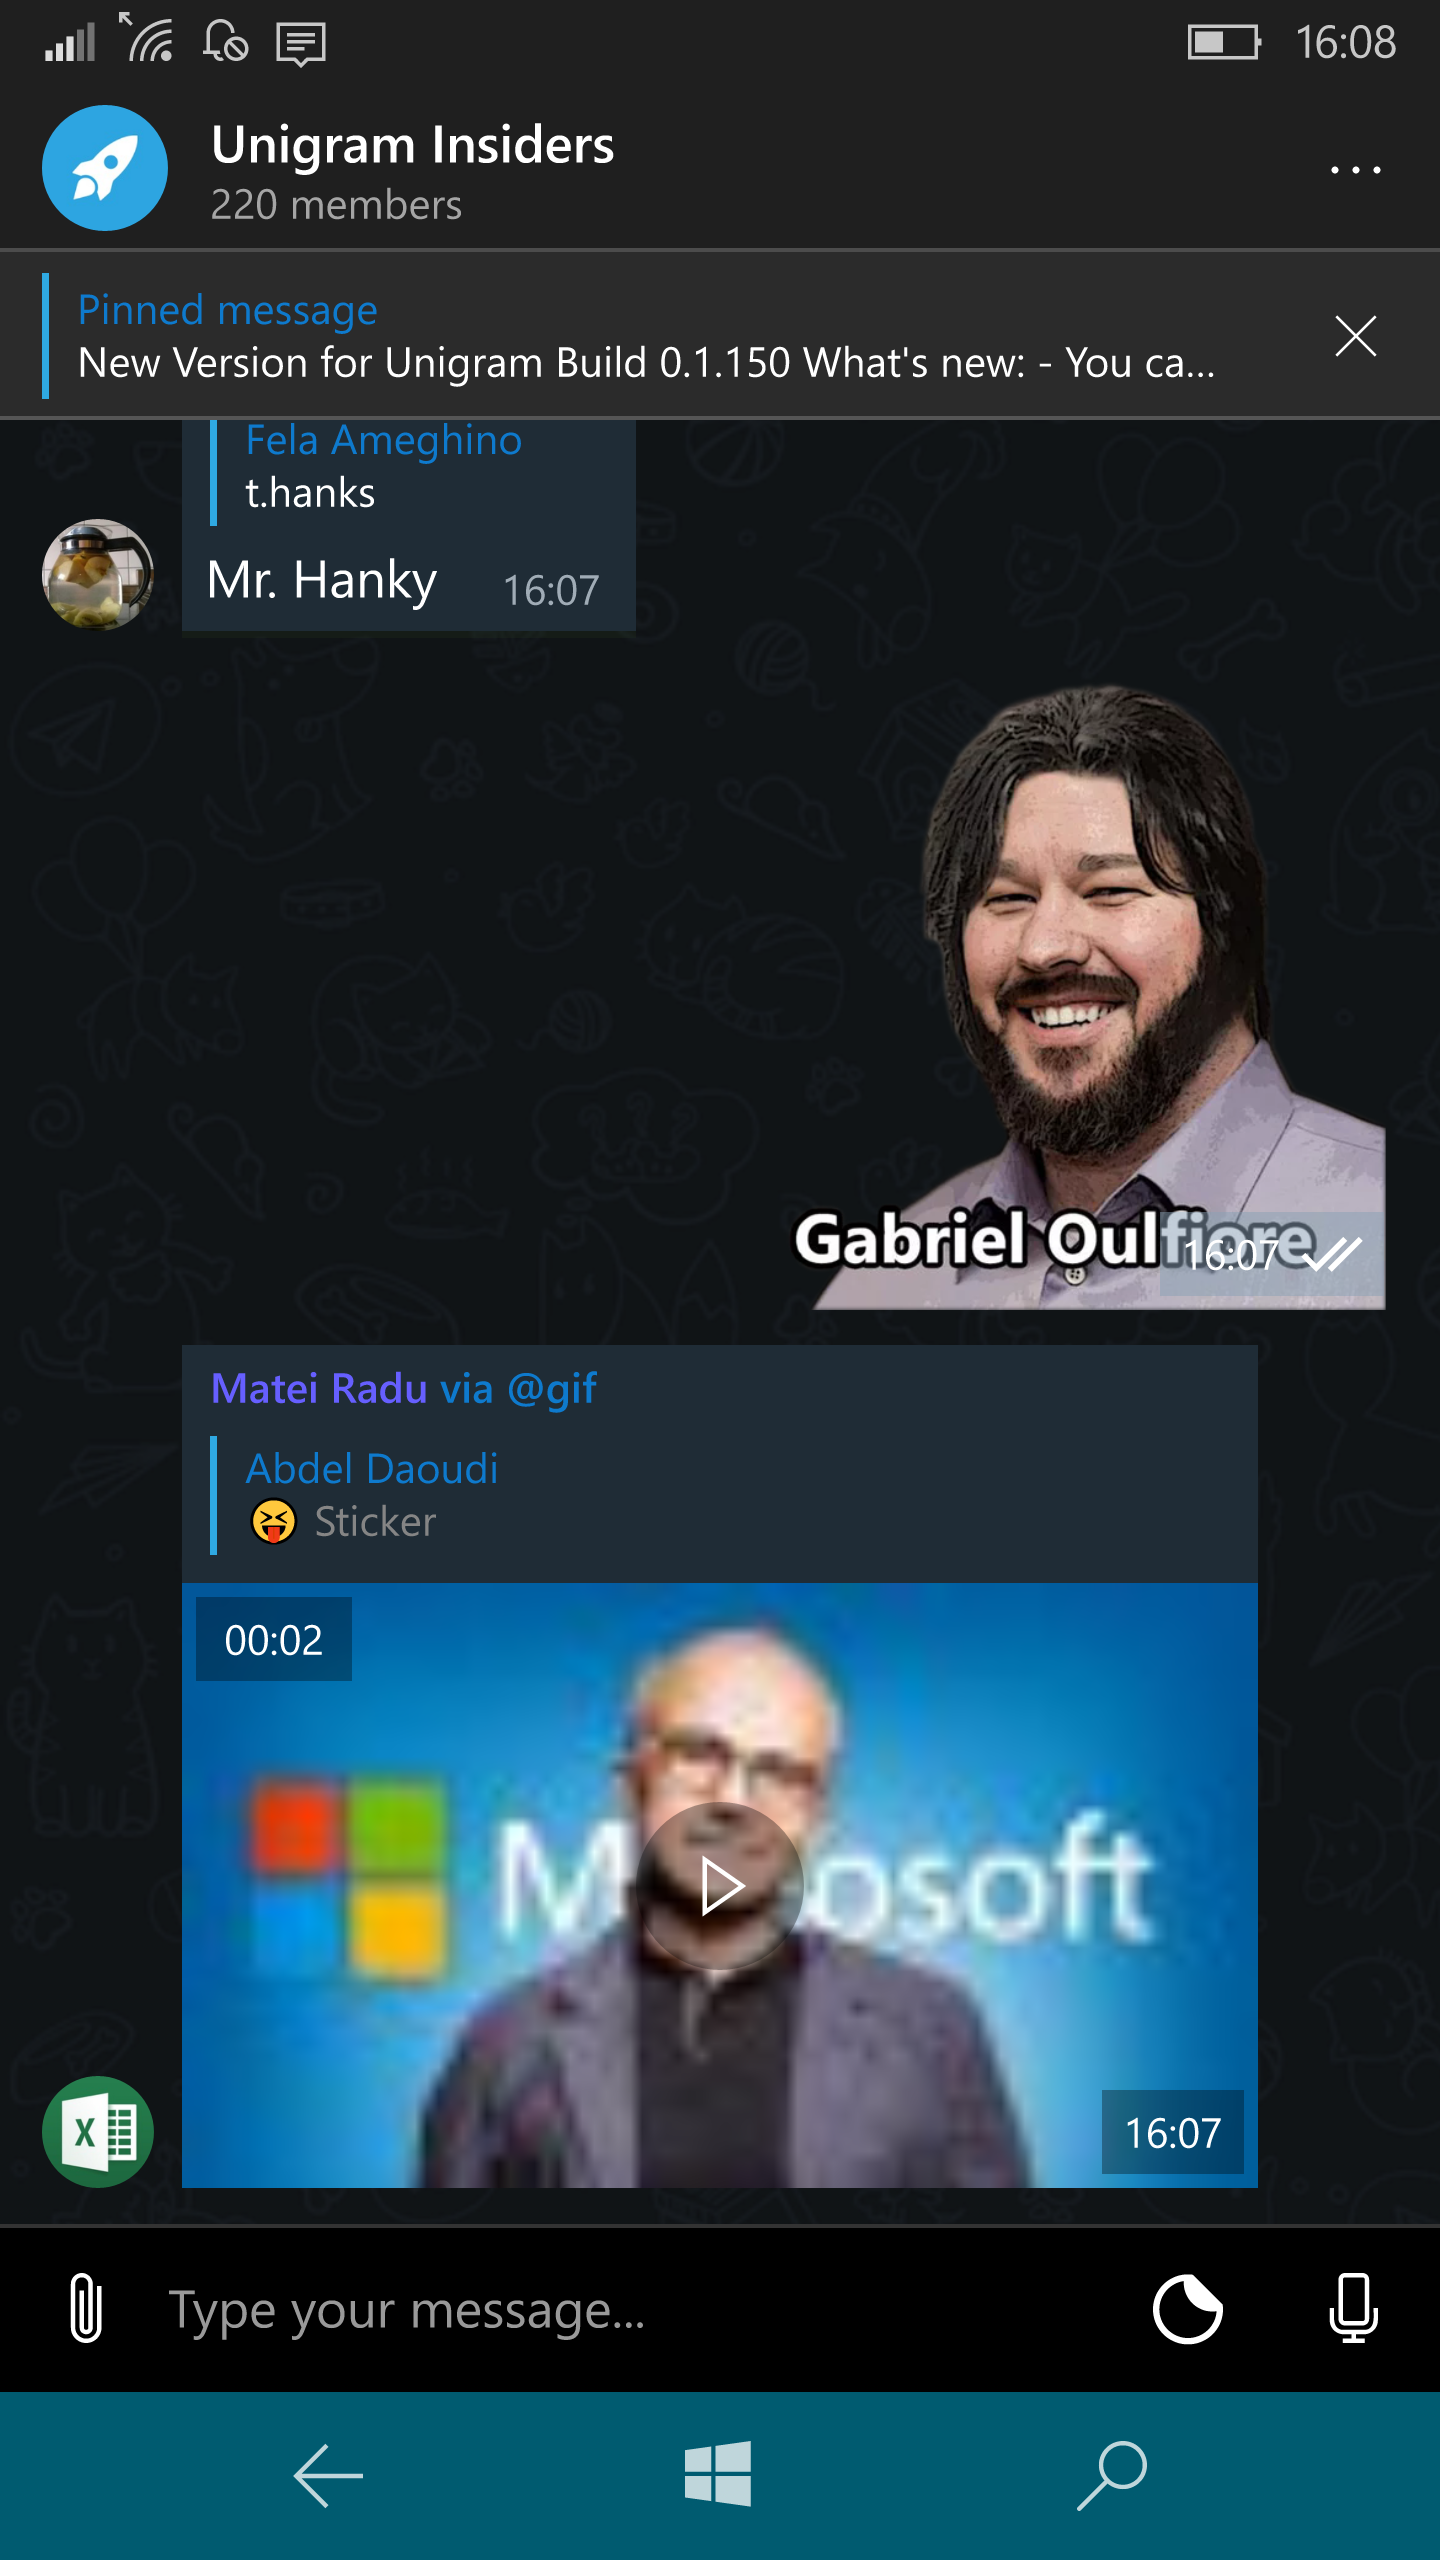 16:08
Unigram Insiders
220 members
Pinned message
New Version for Unigram Build 0.1.150 What's new: - You ca...
Fela Ameghino
t.hanks
Mr. Hanky 16:07
Gabriel Oulfiore
16:07
Matei Radu via @gif
Abdel Daoudi
😝 Sticker
00:02
M osoft
X
16:07
Type your message...